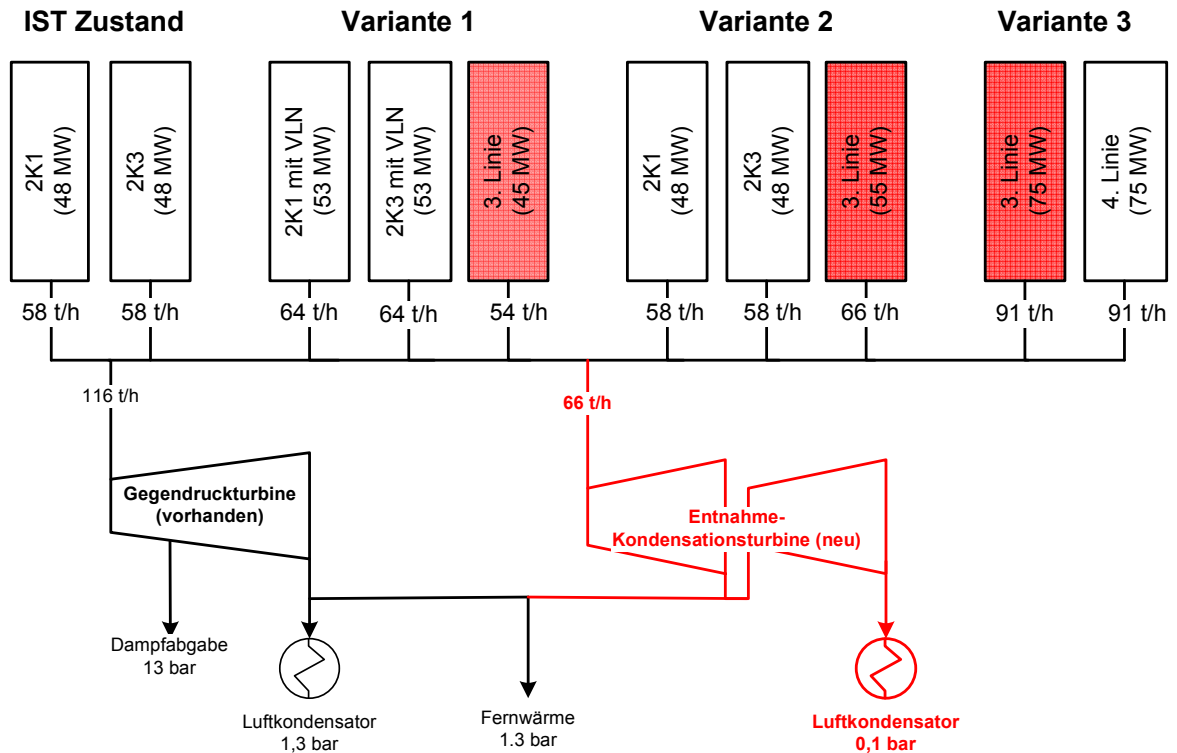 IST Zustand
Variante 1
Variante 2
Variante 3
2K1
(48 MW)
2K3
(48 MW)
2K1 mit VLN
(53 MW)
2K3 mit VLN
(53 MW)
3. Linie
(45 MW)
2K1
(48 MW)
2K3
(48 MW)
3. Linie
(55 MW)
3. Linie
(75 MW)
4. Linie
(75 MW)
58 t/h
58 t/h
64 t/h
64 t/h
54 t/h
58 t/h
58 t/h
66 t/h
91 t/h
91 t/h
116 t/h
66 t/h
Gegendruckturbine
(vorhanden)
Entnahme-
Kondensationsturbine (neu)
Dampfabgabe
13 bar
Luftkondensator
1,3 bar
Fernwärme
1.3 bar
Luftkondensator
0,1 bar